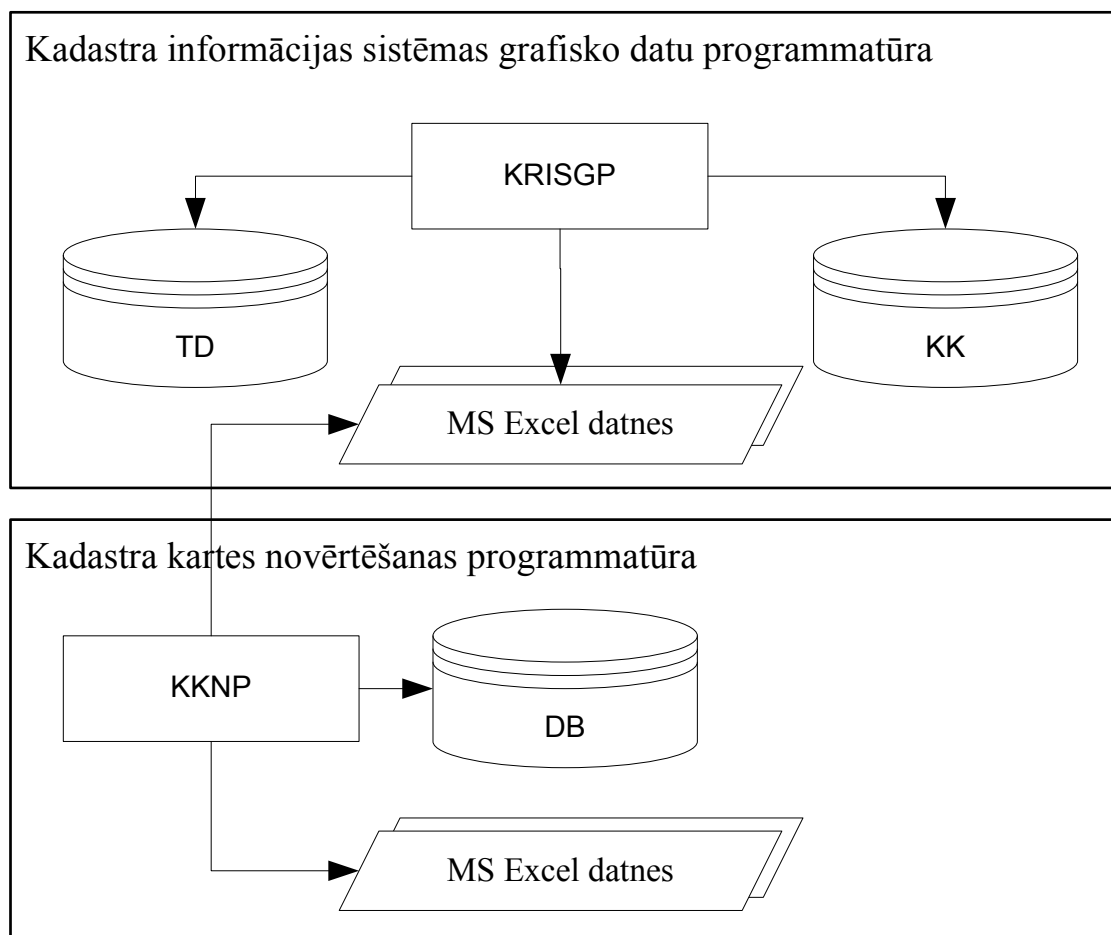 Kadastra informācijas sistēmas grafisko datu programmatūra
KRISGP
TD
KK
MS Excel datnes
Kadastra kartes novērtēšanas programmatūra
KKNP
DB
MS Excel datnes